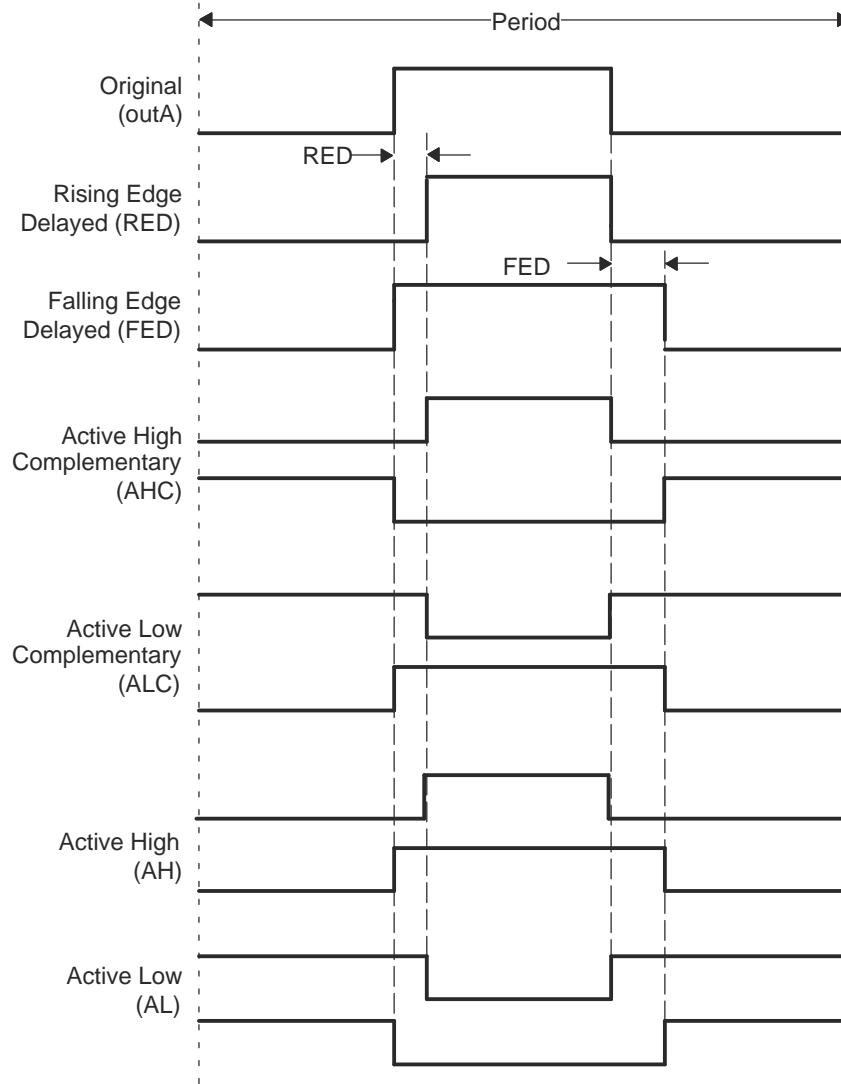 Period
Original
(outA)
RED
Rising Edge
Delayed (RED)
FED
Falling Edge
Delayed (FED)
Active High
Complementary
(AHC)
Active Low
Complementary
(ALC)
Active High
(AH)
Active Low
(AL)